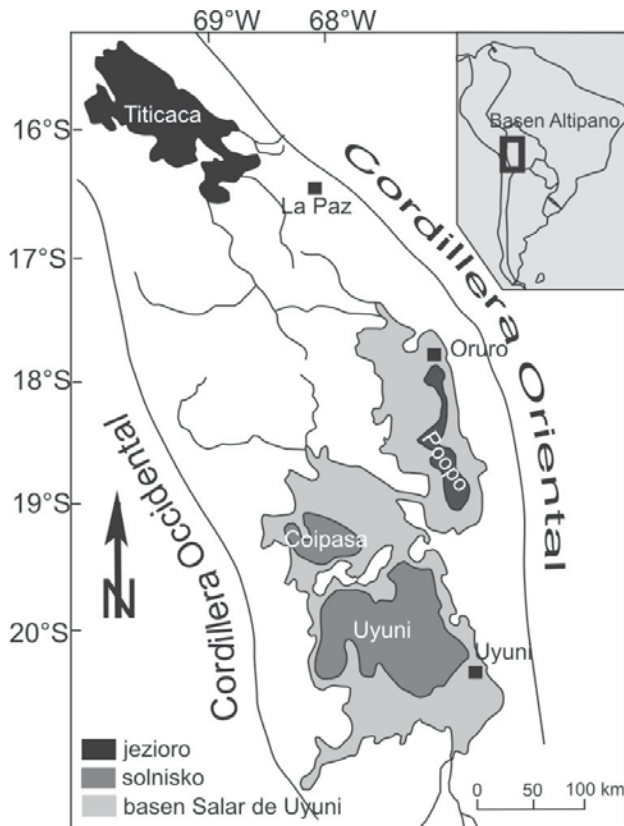 69°W
68°W
Titicaca
Basen Altipano
16°S
La Paz
Cordillera Oriental
17°S
Oruro
18°S
Poopo
Cordillera Occidental
19°S
Coipasa
N
20°S
Uyuni
Uyuni
jezioro
solnisko
basen Salar de Uyuni
0 50 100 km